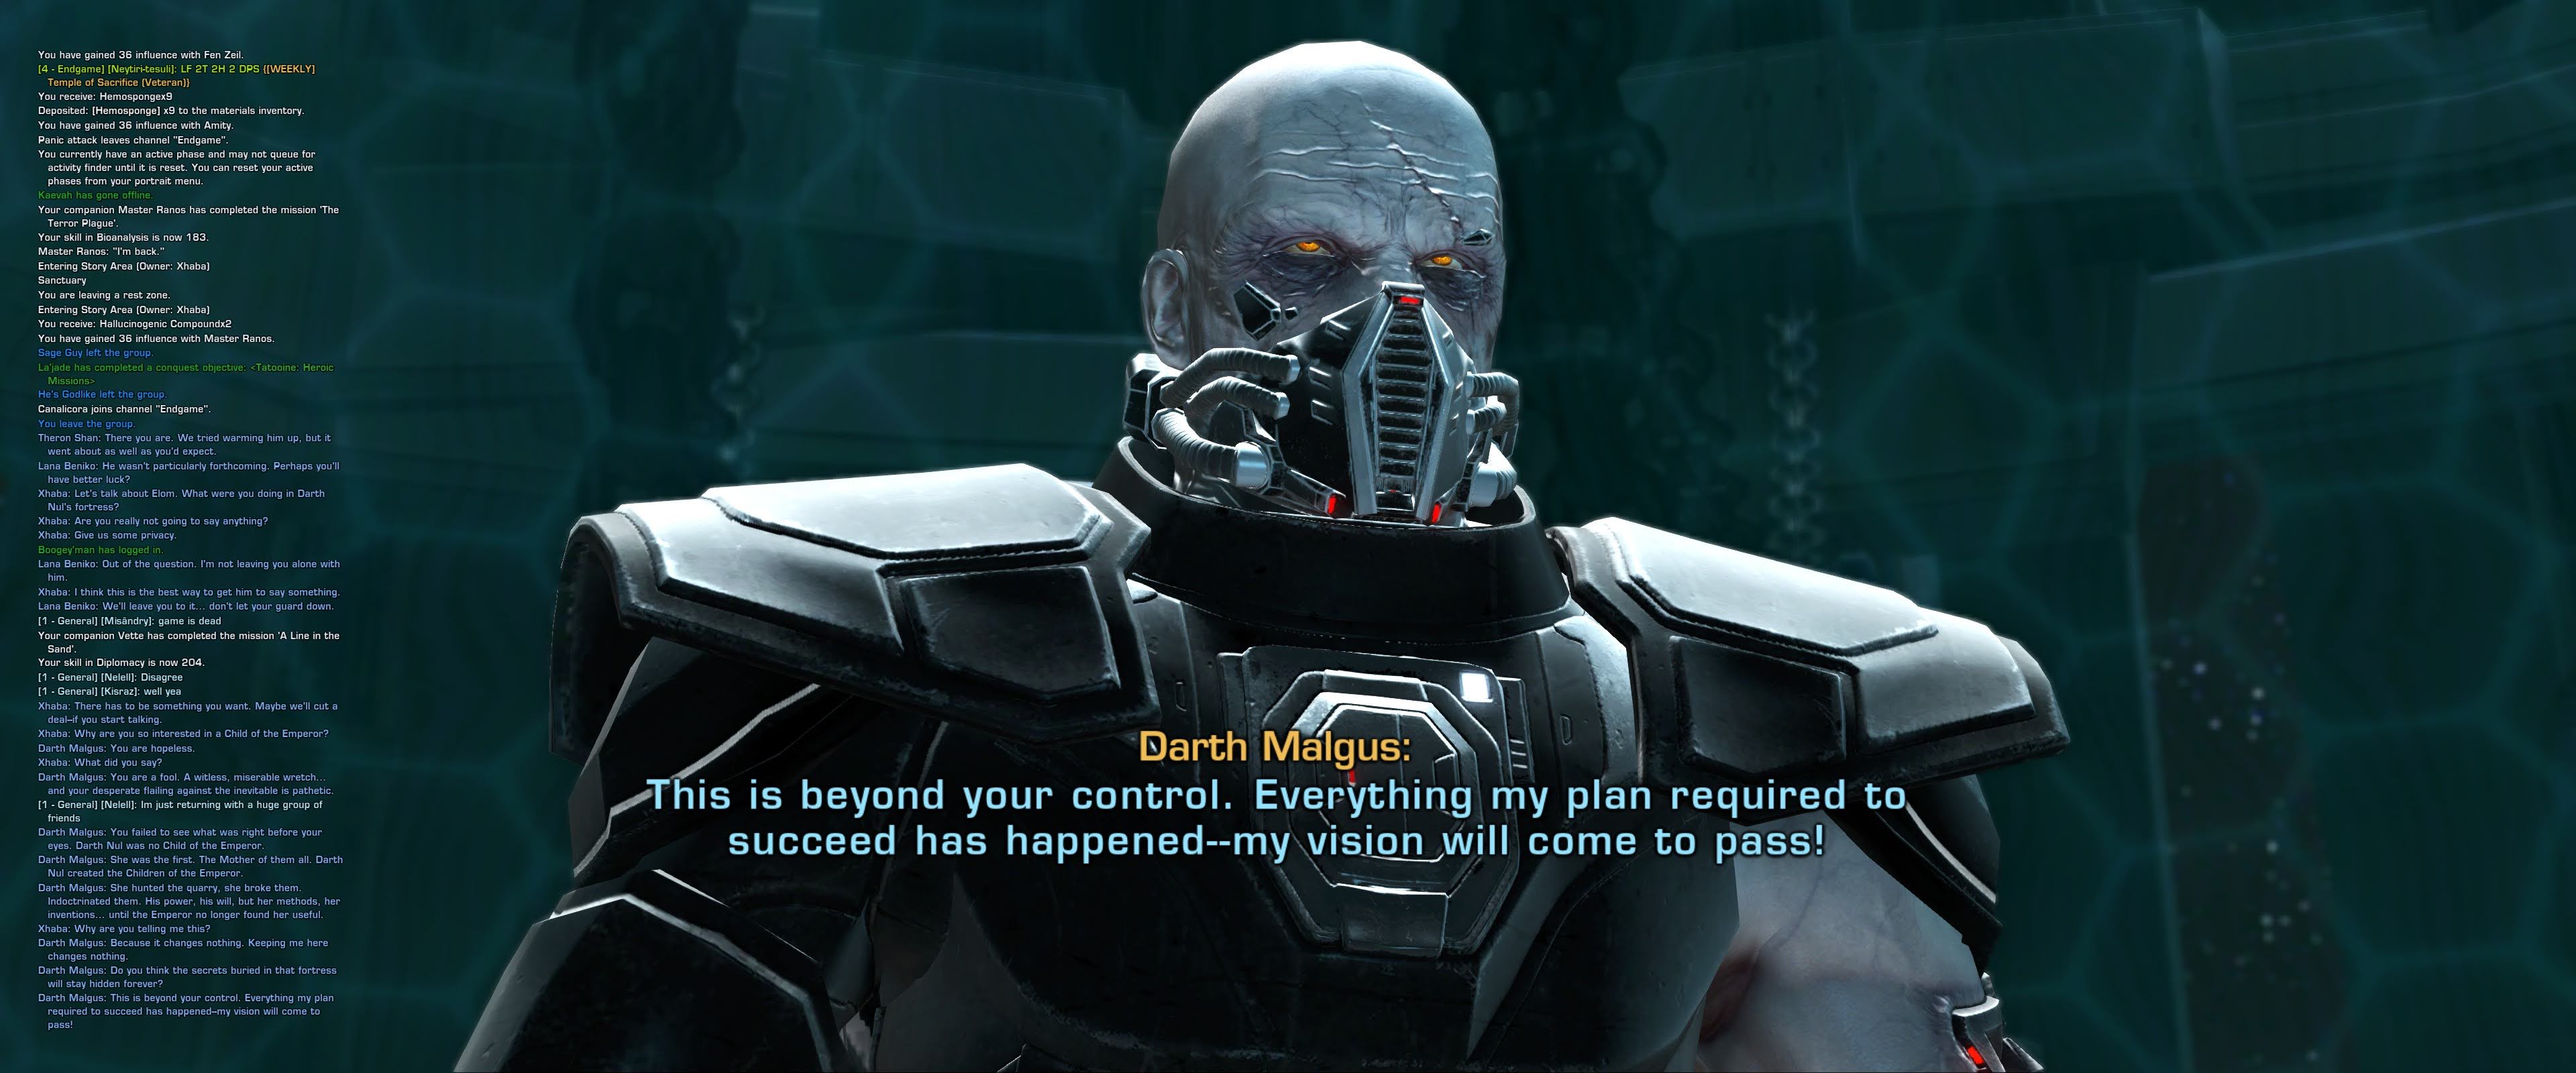 You have gained 36 influence with Fen Zeil.
[4 - Endgame] [Neytiri-tesuli]: LF 2T 2H 2 DPS {[WEEKLY]
Temple of Sacrifice (Veteran)}
You receive: Hemospongex9
Deposited: [Hemosponge] x9 to the materials inventory.
You have gained 36 influence with Amity.
Panic attack leaves channel "Endgame".
You currently have an active phase and may not queue for
activity finder until it is reset. You can reset your active
phases from your portrait menu.
Kaevah has gone offline.
Your companion Master Ranos has completed the mission 'The
Terror Plague'.
Your skill in Bioanalysis is now 183.
Master Ranos: "I'm back."
Entering Story Area (Owner: Xhaba)
Sanctuary
You are leaving a rest zone.
Entering Story Area (Owner: Xhaba)
You receive: Hallucinogenic Compoundx2
You have gained 36 influence with Master Ranos.
Sage Guy left the group.
La'jade has completed a conquest objective: <Tatooine: Heroic
Missions>
He's Godlike left the group.
Canalicora joins channel "Endgame".
You leave the group.
Theron Shan: There you are. We tried warming him up, but it
went about as well as you'd expect.
Lana Beniko: He wasn't particularly forthcoming. Perhaps you'll
have better luck?
Xhaba: Let's talk about Elom. What were you doing in Darth
Nul's fortress?
Xhaba: Are you really not going to say anything?
Xhaba: Give us some privacy.
Boogey'man has logged in.
Lana Beniko: Out of the question. I'm not leaving you alone with
him.
Xhaba: I think this is the best way to get him to say something.
Lana Beniko: We'll leave you to it... don't let your guard down.
[1 - General] [Misândry]: game is dead
Your companion Vette has completed the mission 'A Line in the
Sand'.
Your skill in Diplomacy is now 204.
[1 - General] [Nelell]: Disagree
[1 - General] [Kisraz]: well yea
Xhaba: There has to be something you want. Maybe we'll cut a
deal--if you start talking.
Xhaba: Why are you so interested in a Child of the Emperor?
Darth Malgus: You are hopeless.
Xhaba: What did you say?
Darth Malgus: You are a fool. A witless, miserable wretch...
and your desperate flailing against the inevitable is pathetic.
[1 - General] [Nelell]: Im just returning with a huge group of
friends
Darth Malgus: You failed to see what was right before your
eyes. Darth Nul was no Child of the Emperor.
Darth Malgus: She was the first. The Mother of them all. Darth
Nul created the Children of the Emperor.
Darth Malgus: She hunted the quarry, she broke them.
Indoctrinated them. His power, his will, but her methods, her
inventions... until the Emperor no longer found her useful.
Xhaba: Why are you telling me this?
Darth Malgus: Because it changes nothing. Keeping me here
changes nothing.
Darth Malgus: Do you think the secrets buried in that fortress
will stay hidden forever?
Darth Malgus: This is beyond your control. Everything my plan
required to succeed has happened--my vision will come to
pass!
Darth Malgus:
This is beyond your control. Everything my plan required to
succeed has happened--my vision will come to pass!